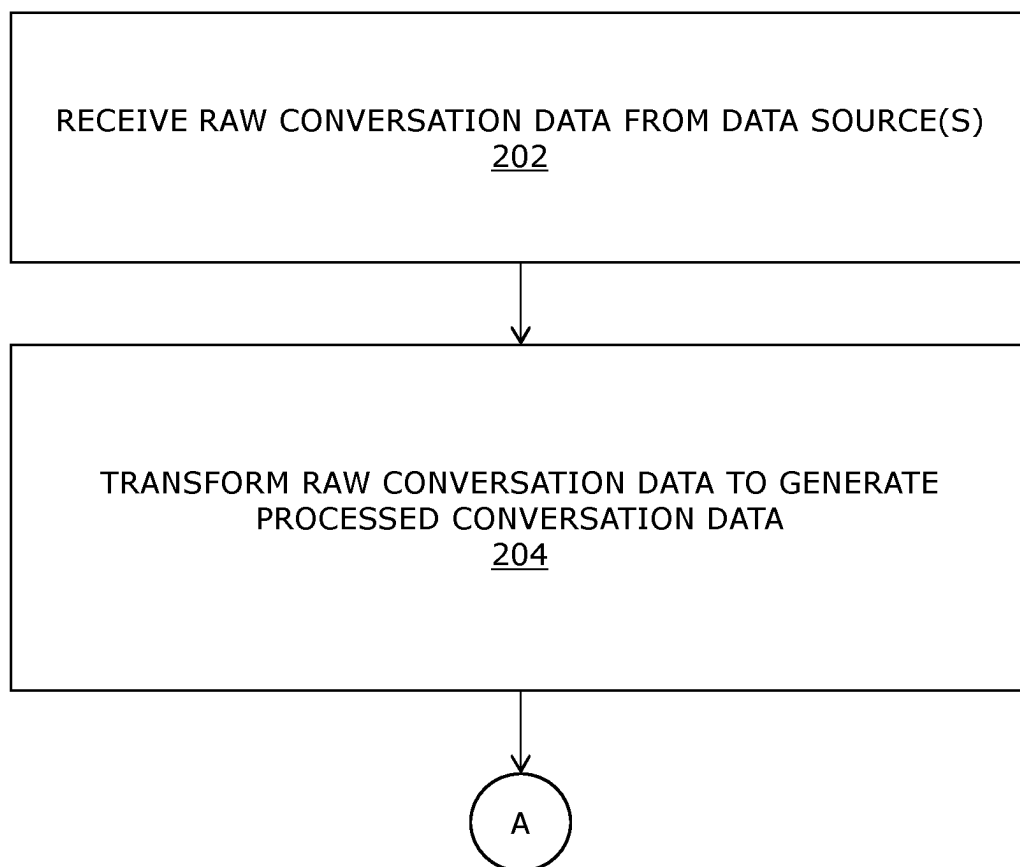 RECEIVE RAW CONVERSATION DATA FROM DATA SOURCE(S)
202
TRANSFORM RAW CONVERSATION DATA TO GENERATE
PROCESSED CONVERSATION DATA
204
A